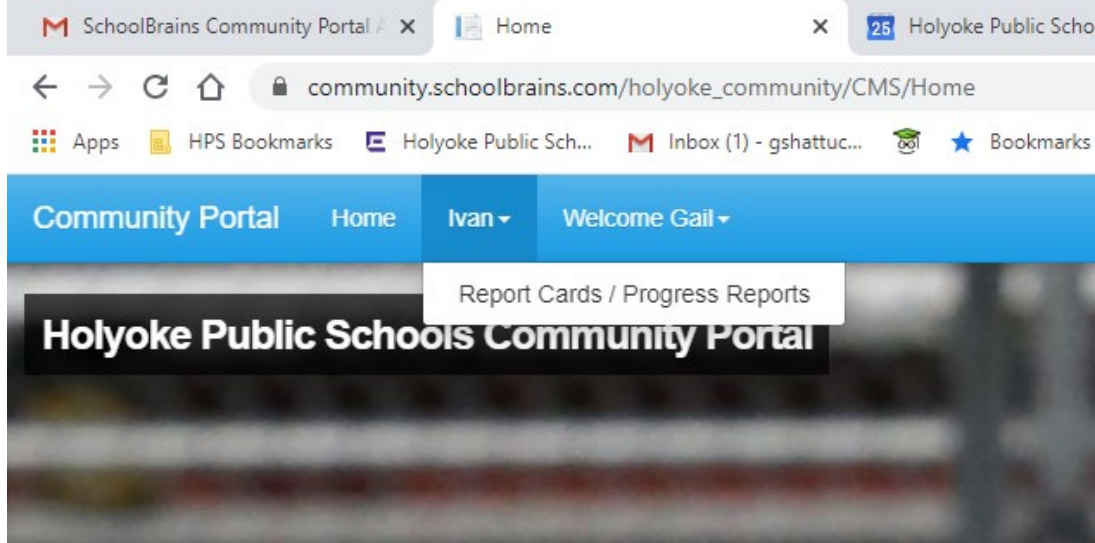 SchoolBrains Community Portal A
Home
25 Holyoke Public Scho
community.schoolbrains.com/holyoke_community/CMS/Home
Apps HPS Bookmarks Holyoke Public Sch... Inbox (1) - gshattuc... Bookmarks
Community Portal Home Ivan Welcome Gail
Report Cards / Progress Reports
Holyoke Public Schools Community Portal